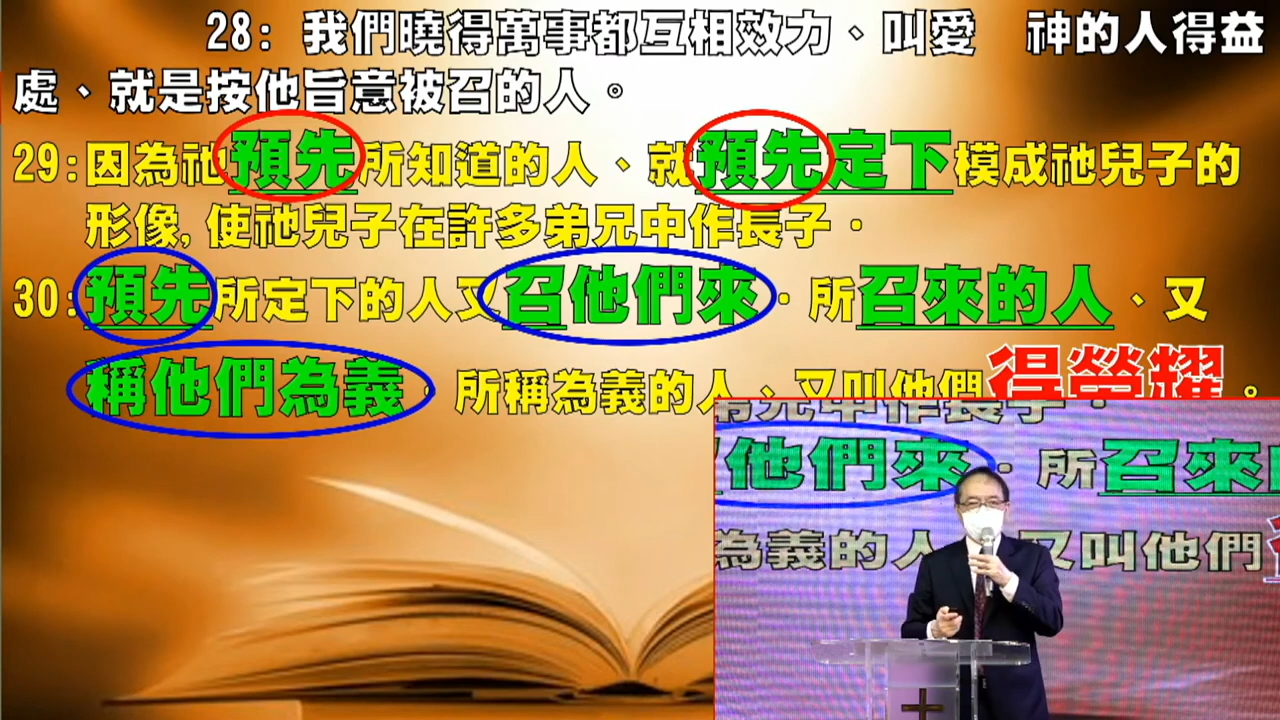 28: 我們曉得萬事都互相效力、叫愛　神的人得益
處、就是按他旨意被召的人。
29:因為祂預先所知道的人、就預先定下模成祂兒子的
形像,使祂兒子在許多弟兄中作長子．
30:預先所定下的人又召他們來．所召來的人、又
稱他們為義．所稱為義的人、又叫他們得榮耀。
弟兄中作長子．
他們來．所召來
為義的人 又叫他們